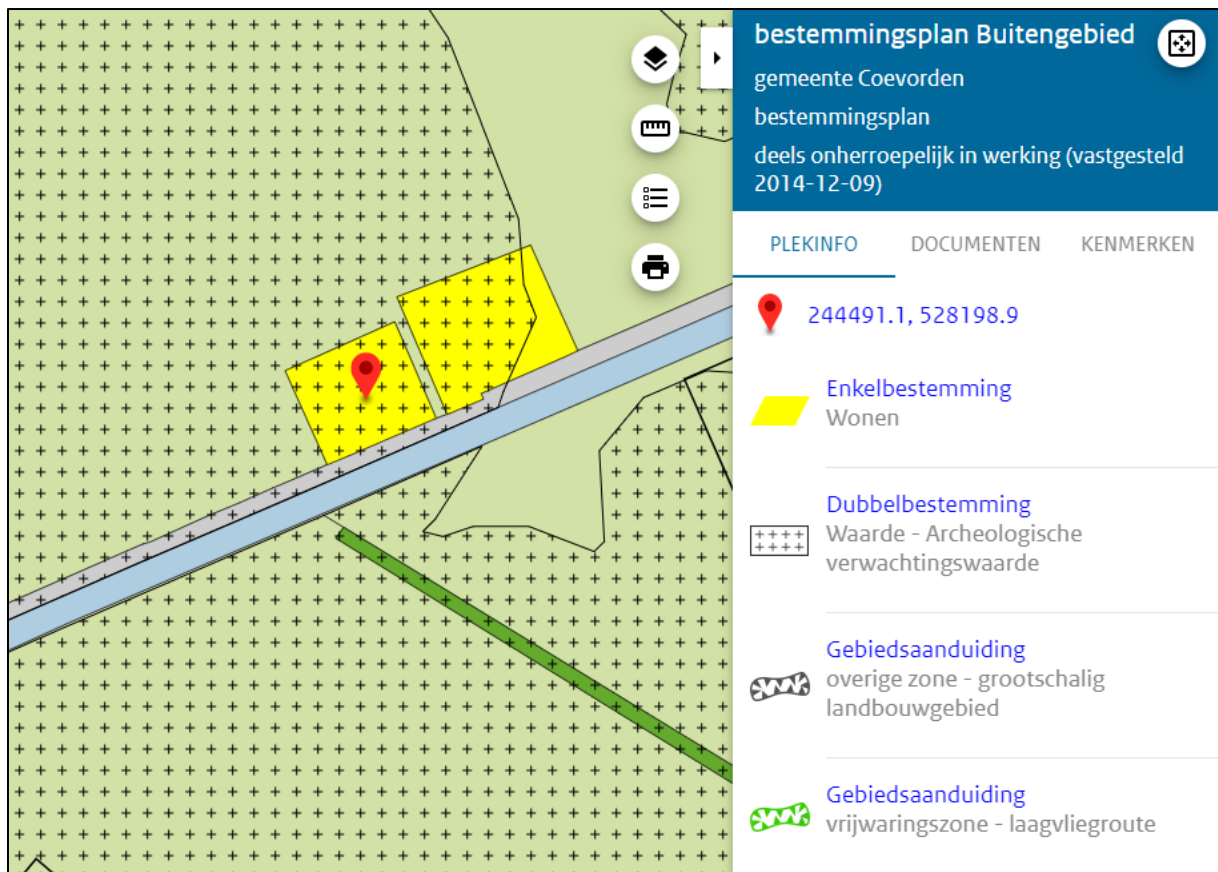 bestemmingsplan Buitengebied
gemeente Coevorden
bestemmingsplan
deels onherroepelijk in werking (vastgesteld
2014-12-09)
PLEKINFO DOCUMENTEN KENMERKEN
244491.1, 528198.9
Enkelbestemming
Wonen
Dubbelbestemming
Waarde - Archeologische
verwachtingswaarde
Gebiedsaanduiding
overige zone - grootschalig
landbouwgebied
Gebiedsaanduiding
vrijwaringszone - laagvliegroute